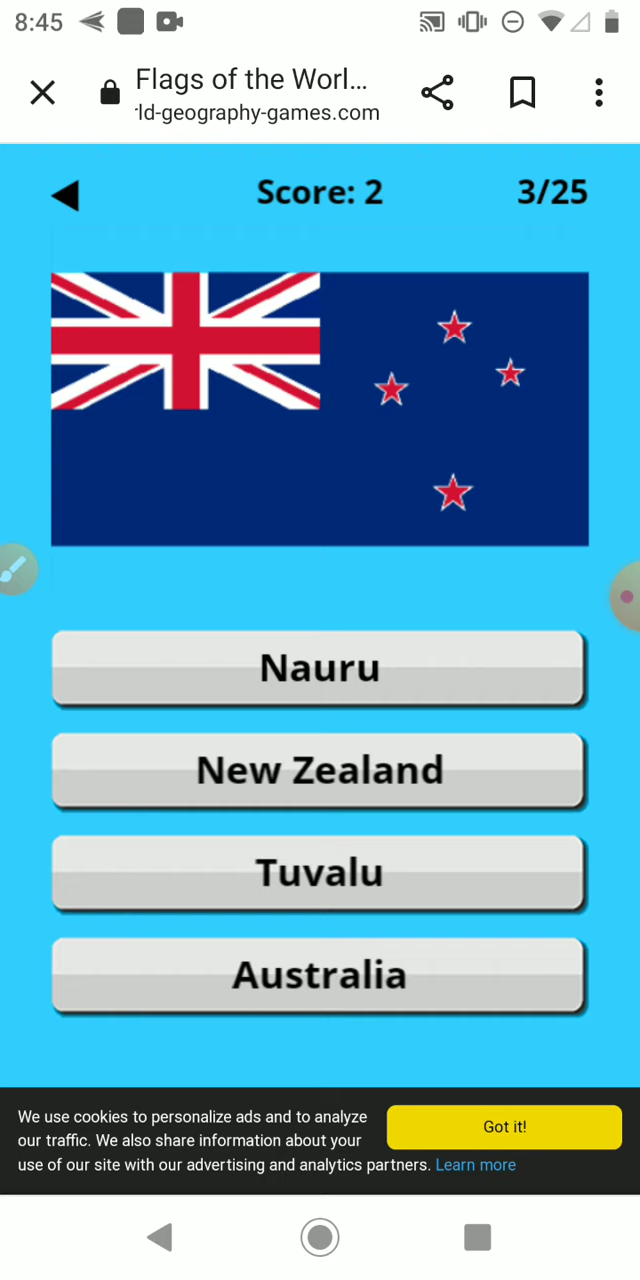 8:45
Flags of the Worl...
rld-geography-games.com
Score: 2
3/25
Nauru
New Zealand
Tuvalu
Australia
We use cookies to personalize ads and to analyze
our traffic. We also share information about your
use of our site with our advertising and analytics partners. Learn more
Got it!